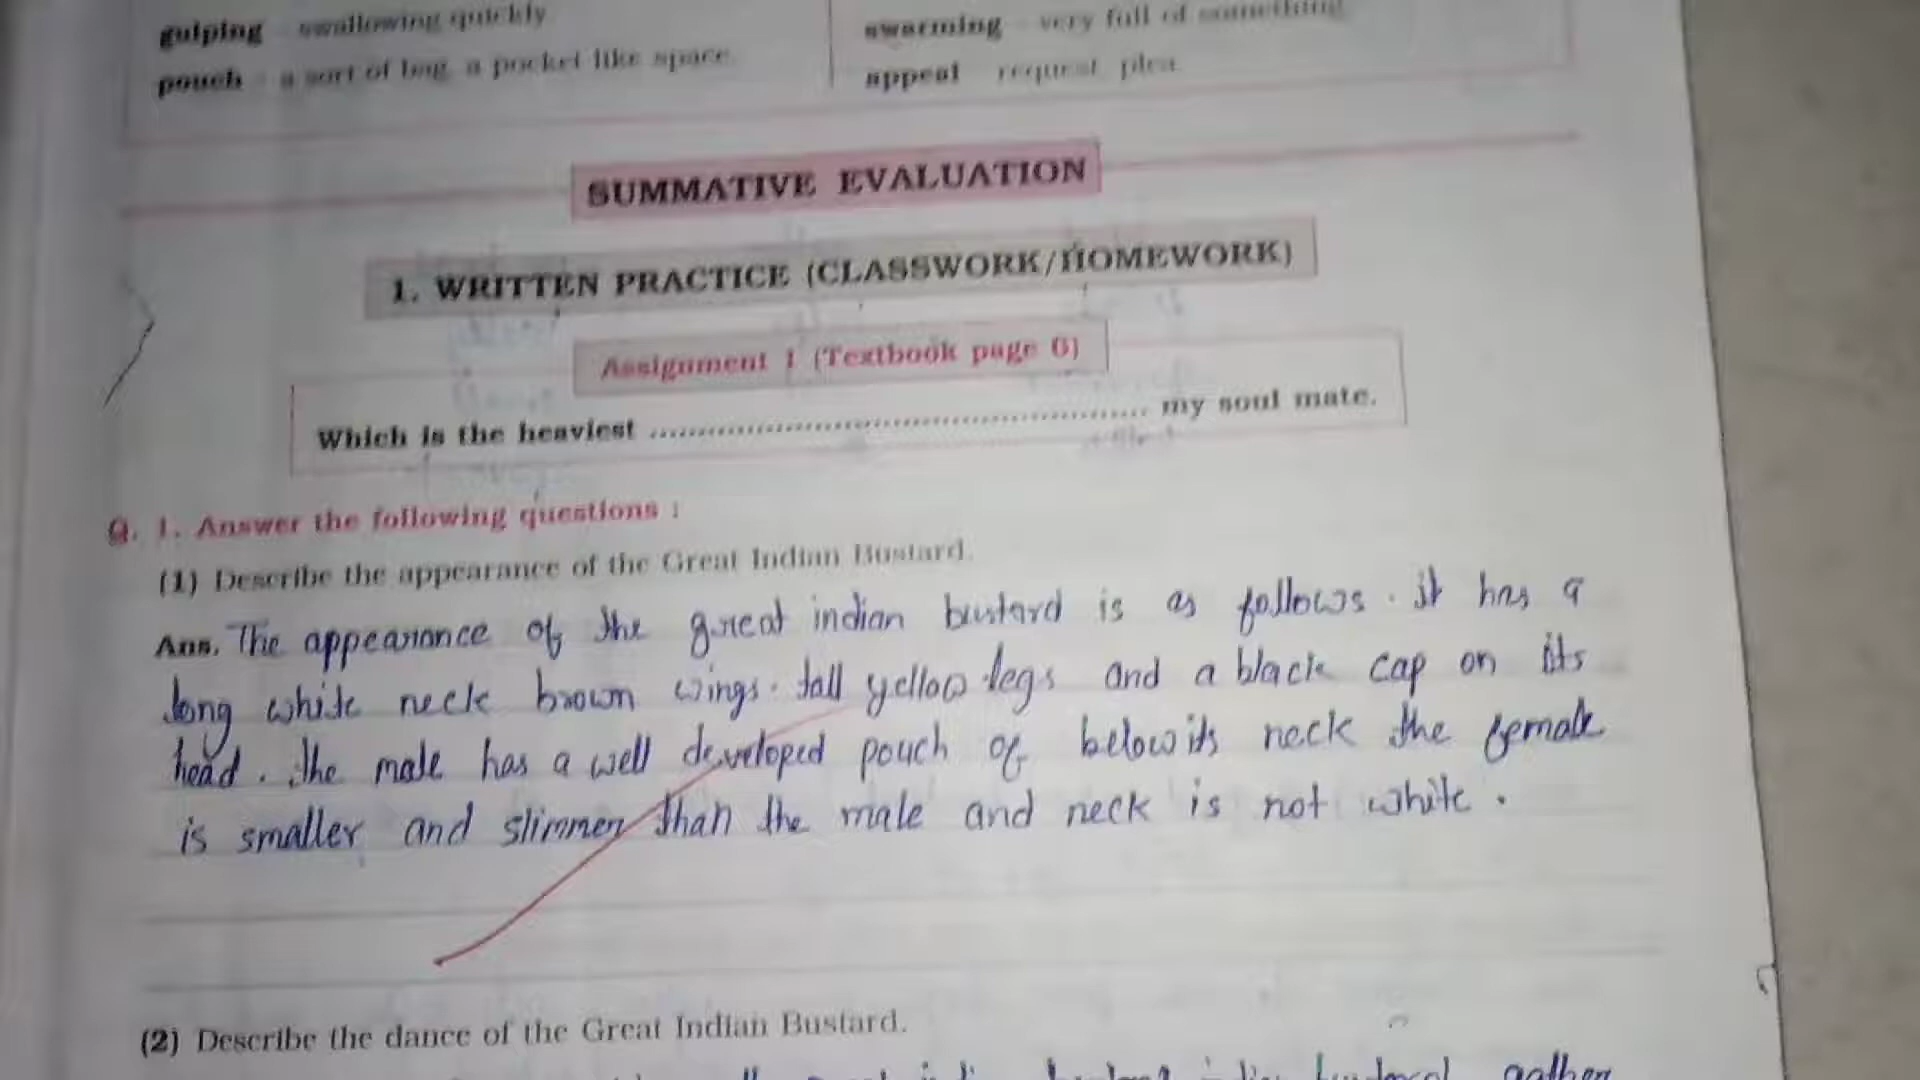 gulping swallowing quickly
pouch - a sort of bag, a pocket like space.
swarming very full of something
appeal request, plea
SUMMATIVE EVALUATION
1. WRITTEN PRACTICE (CLASSWORK/HOMEWORK)
Assignment 1 (Textbook page 6)
Which is the heaviest .................................................. my soul mate.
Q. 1. Answer the following questions :
(1) Describe the appearance of the Great Indian Bustard.
Ans. The appearance of the great indian bustard is as follows. it has a
long white neck brown wings. tall yellow legs and a black cap on its
head. the male has a well developed pouch of below its neck the female
is smaller and slimmer than the male and neck is not white.
(2) Describe the dance of the Great Indian Bustard.
gather